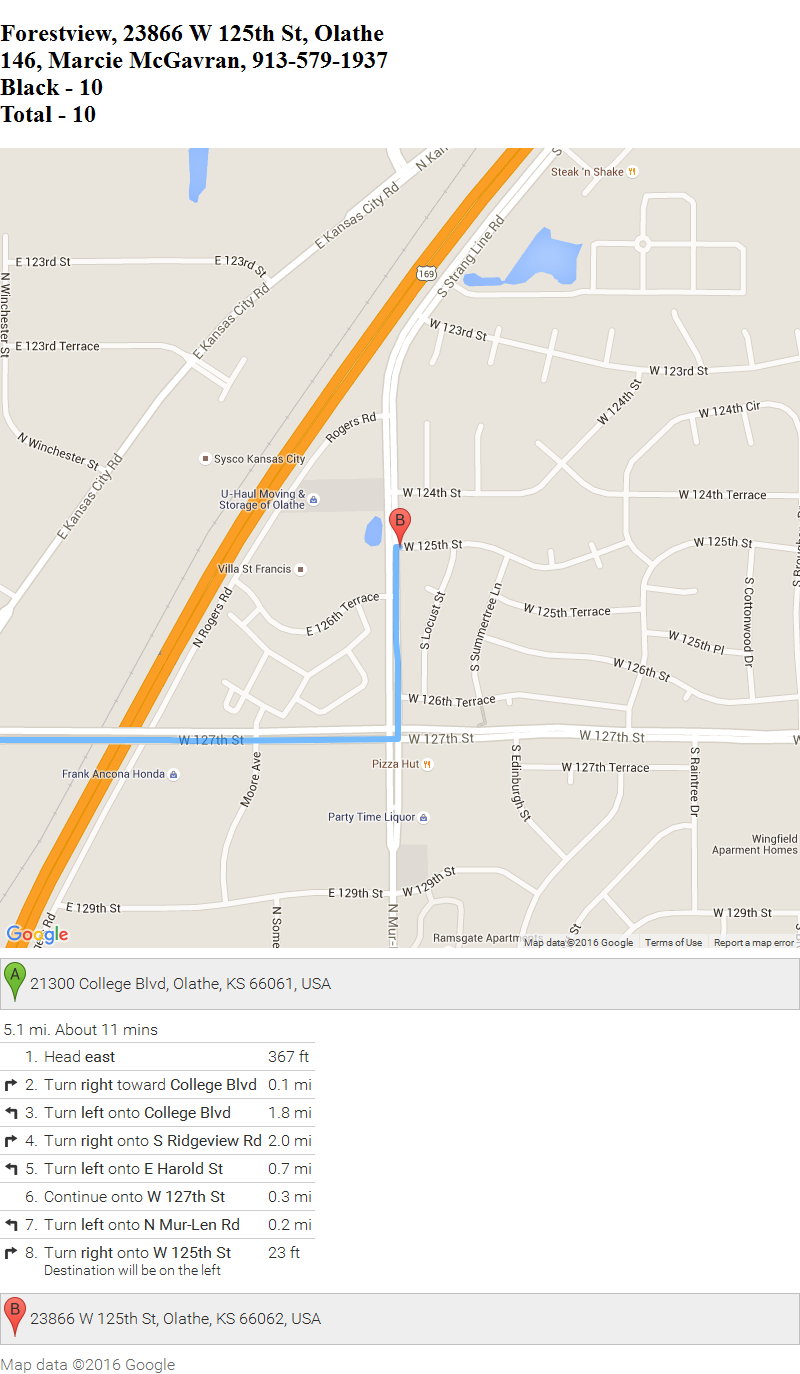 Forestview, 23866 W 125th St, Olathe
146, Marcie McGavran, 913-579-1937
Black - 10
Total - 10
N Kan
S
Steak 'n Shake
E Kansas City Rd
E 123rd St
E 123rd St
169
S Strang Line Rd
N Winchester St
E Kansas City Rd
W 123rd St
E 123rd Terrace
W 123rd St
W 124th St
W 124th Cir
Rogers Rd
N Winchester St
Sysco Kansas City
E Kansas City Rd
U-Haul Moving &
Storage of Olathe
W 124th St
W 124th Terrace
B
W 125th St
W 125th St
Villa St Francis
N Rogers Rd
E 126th Terrace
S Locust St
S Summertree Ln
W 125th Terrace
S Cottonwood Dr
W 125th Pl
W 126th St
W 126th Terrace
W 127th St
W 127th St
W 127th St
W
Frank Ancona Honda
Moore Ave
Pizza Hut
S Edinburgh St
W 127th Terrace
S Raintree Dr
Party Time Liquor
Wingfield
Aparment Homes
E 129th St
W 129th St
E 129th St
N Some
N Mur-
W 129th St
Ramsgate Apartments
Google
Map data ©2016 Google Terms of Use Report a map error
A 21300 College Blvd, Olathe, KS 66061, USA
5.1 mi. About 11 mins
1. Head east 367 ft
2. Turn right toward College Blvd 0.1 mi
3. Turn left onto College Blvd 1.8 mi
4. Turn right onto S Ridgeview Rd 2.0 mi
5. Turn left onto E Harold St 0.7 mi
6. Continue onto W 127th St 0.3 mi
7. Turn left onto N Mur-Len Rd 0.2 mi
8. Turn right onto W 125th St 23 ft
Destination will be on the left
B 23866 W 125th St, Olathe, KS 66062, USA
Map data ©2016 Google